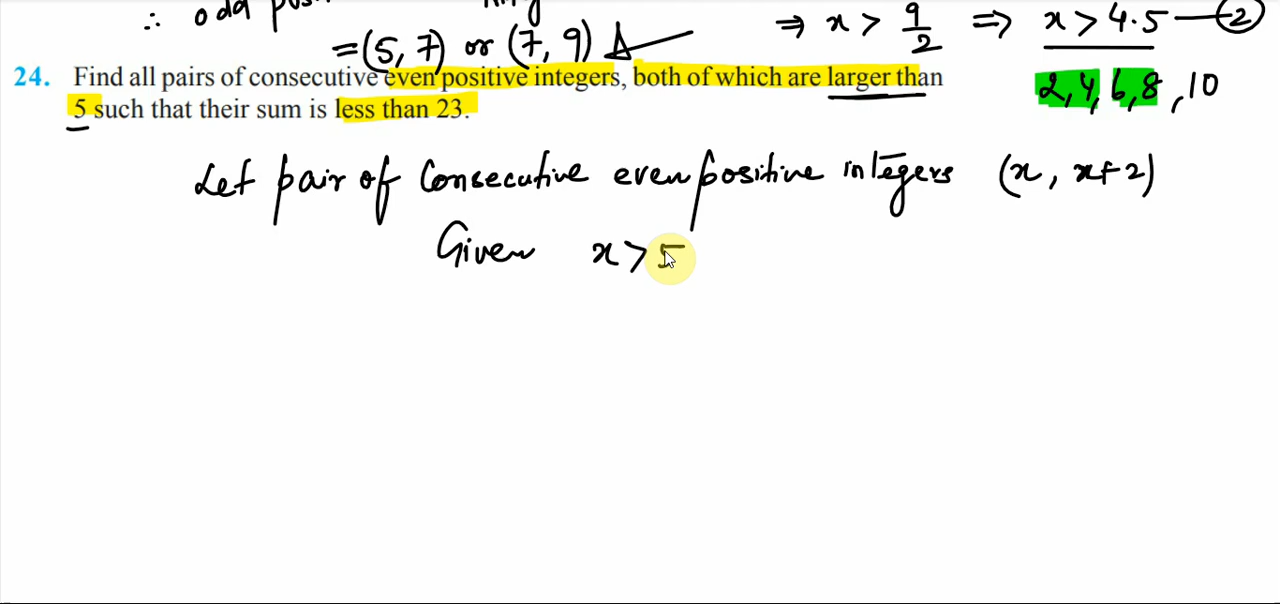 ∴ odd
= (5, 7) or (7, 9)
⇒ x > 9/2 ⇒ x > 4.5 — ②
24. Find all pairs of consecutive even positive integers, both of which are larger than
5 such that their sum is less than 23.
2, 4, 6, 8, 10
Let pair of Consecutive even positive integers (x, x+2)
Given x > 5